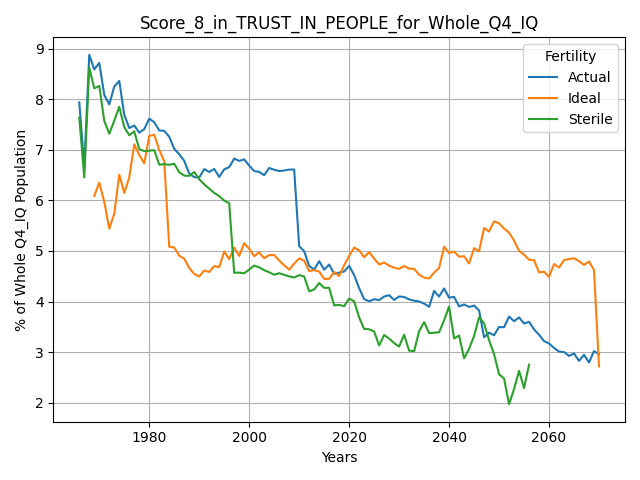 Score_8_in_TRUST_IN_PEOPLE_for_Whole_Q4_IQ
% of Whole Q4_IQ Population
9
8
7
6
5
4
3
2
Fertility
Actual
Ideal
Sterile
1980
2000
2020
2040
2060
Years